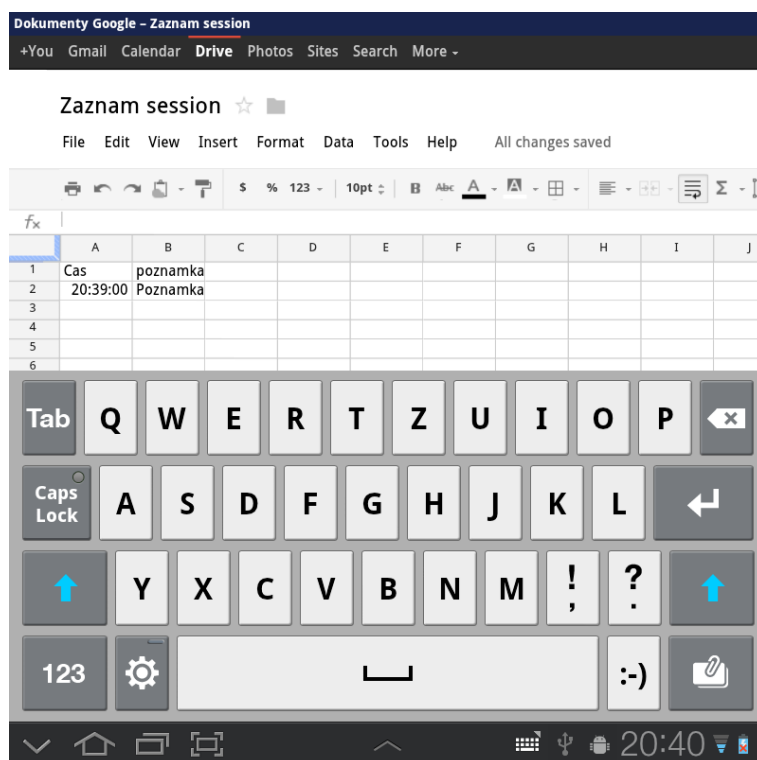 Dokumenty Google – Zaznam session
+You Gmail Calendar Drive Photos Sites Search More
Zaznam session
File Edit View Insert Format Data Tools Help All changes saved
$ % 123 10pt B Abc A A Σ
fx
A B C D E F G H I J
1 Cas poznamka
2 20:39:00 Poznamka
3
4
5
6
Tab Q W E R T Z U I O P
Caps Lock A S D F G H J K L
Y X C V B N M ! , ? .
123 :-)
20:40